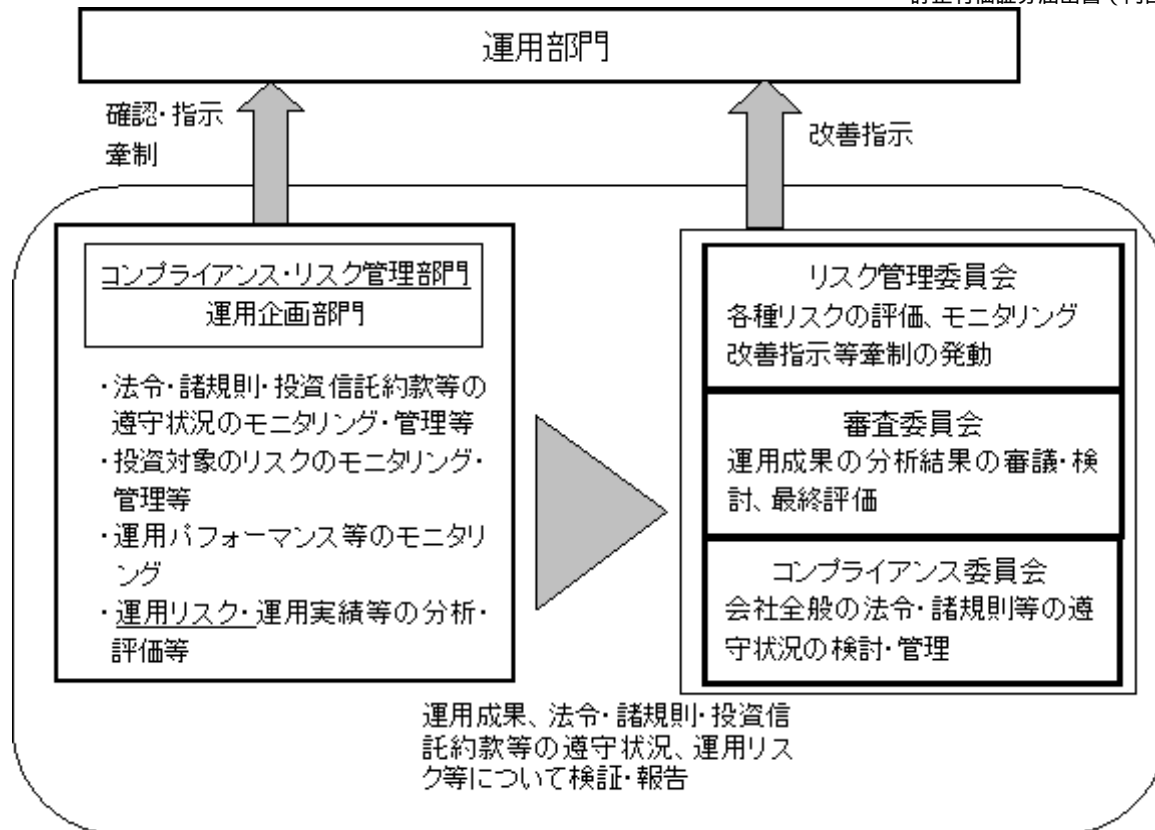 運用部門
確認・指示
牽制
改善指示
コンプライアンス・リスク管理部門
運用企画部門
・法令・諸規則・投資信託約款等の
遵守状況のモニタリング・管理等
・投資対象のリスクのモニタリング・
管理等
・運用パフォーマンス等のモニタリ
ング
・運用リスク・運用実績等の分析・
評価等
リスク管理委員会
各種リスクの評価、モニタリング
改善指示等牽制の発動
審査委員会
運用成果の分析結果の審議・検
討、最終評価
コンプライアンス委員会
会社全般の法令・諸規則等の遵
守状況の検討・管理
運用成果、法令・諸規則・投資信
託約款等の遵守状況、運用リス
ク等について検証・報告